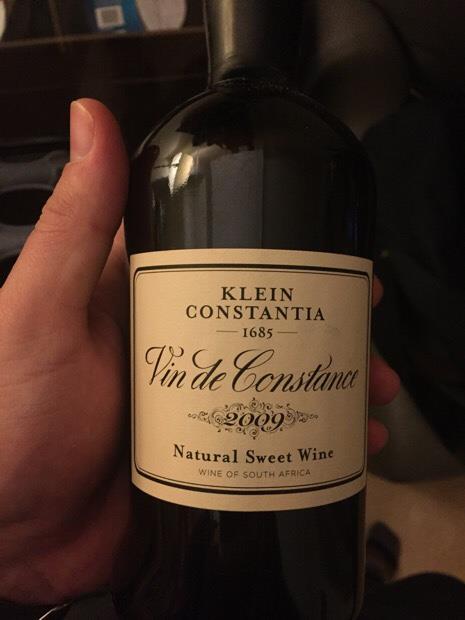 KLEIN
CONSTANTIA
1685
Vin de Constance
2009
Natural Sweet Wine
WINE OF SOUTH AFRICA